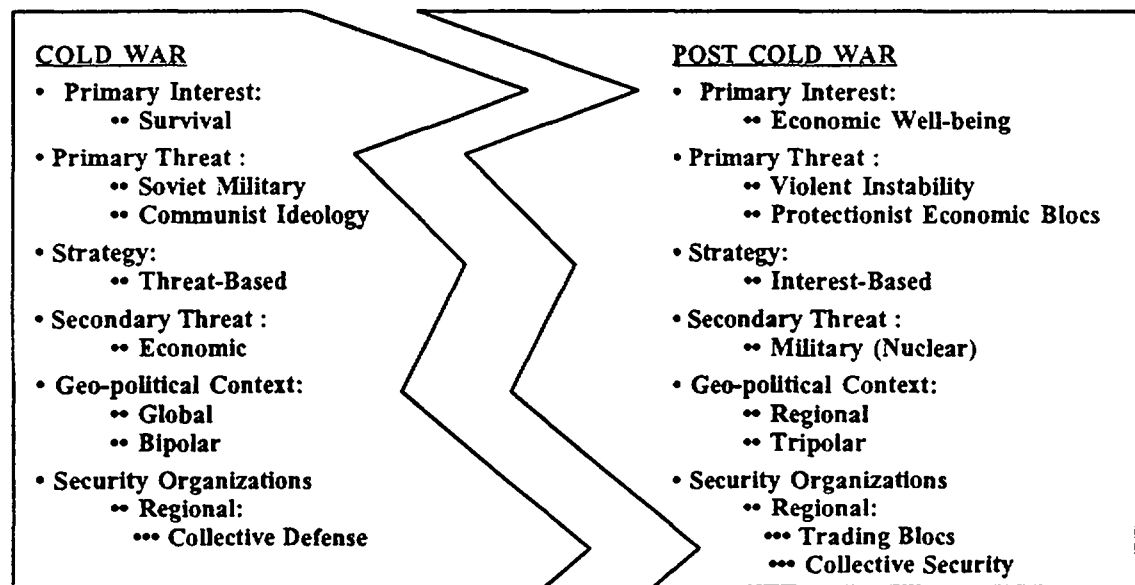 COLD WAR
• Primary Interest:
•• Survival
• Primary Threat :
•• Soviet Military
•• Communist Ideology
• Strategy:
•• Threat-Based
• Secondary Threat :
•• Economic
• Geo-political Context:
•• Global
•• Bipolar
• Security Organizations
•• Regional:
••• Collective Defense
POST COLD WAR
• Primary Interest:
•• Economic Well-being
• Primary Threat :
•• Violent Instability
•• Protectionist Economic Blocs
• Strategy:
•• Interest-Based
• Secondary Threat :
•• Military (Nuclear)
• Geo-political Context:
•• Regional
•• Tripolar
• Security Organizations
•• Regional:
••• Trading Blocs
••• Collective Security